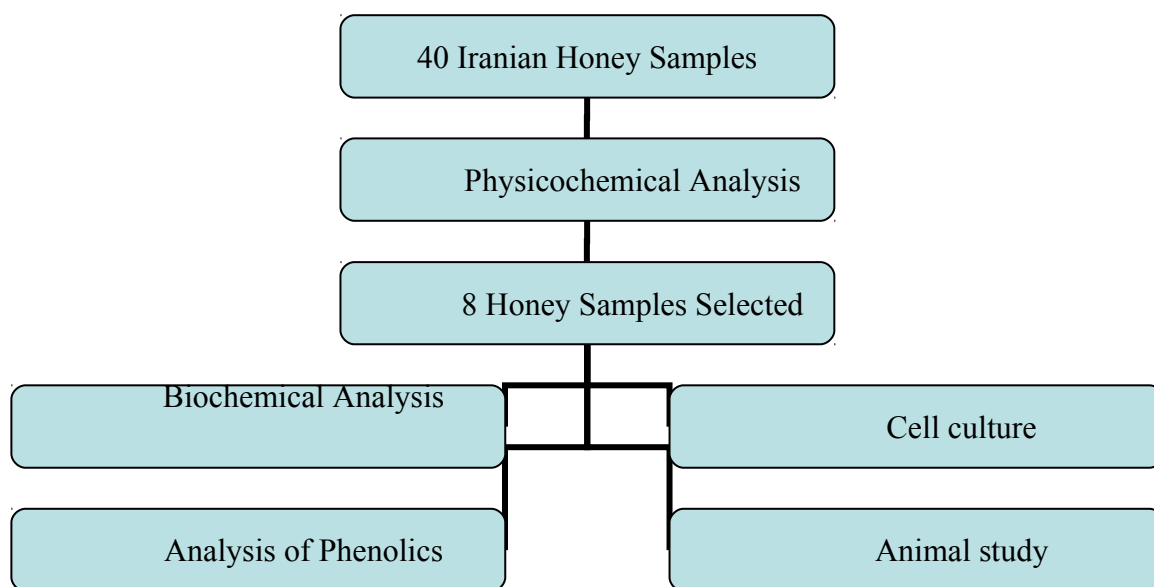 40 Iranian Honey Samples
Physicochemical Analysis
8 Honey Samples Selected
Biochemical Analysis
Cell culture
Analysis of Phenolics
Animal study